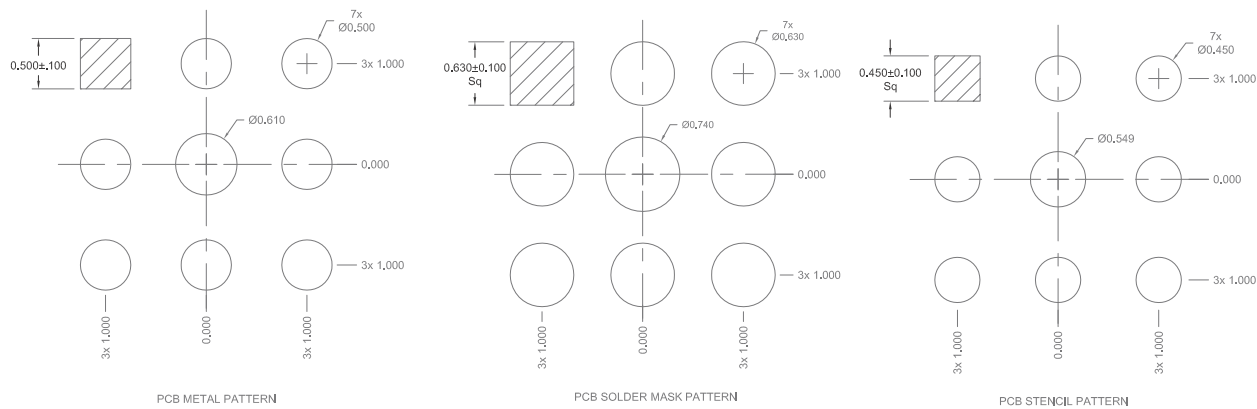 7x
Ø0.500
0.500±.100
3x 1.000
Ø0.610
0.000
3x 1.000
3x 1.000
0.000
3x 1.000
PCB METAL PATTERN
7x
Ø0.630
0.630±0.100
Sq
3x 1.000
Ø0.740
0.000
3x 1.000
3x 1.000
0.000
3x 1.000
PCB SOLDER MASK PATTERN
7x
Ø0.450
0.450±0.100
Sq
3x 1.000
Ø0.549
0.000
3x 1.000
3x 1.000
0.000
3x 1.000
PCB STENCIL PATTERN